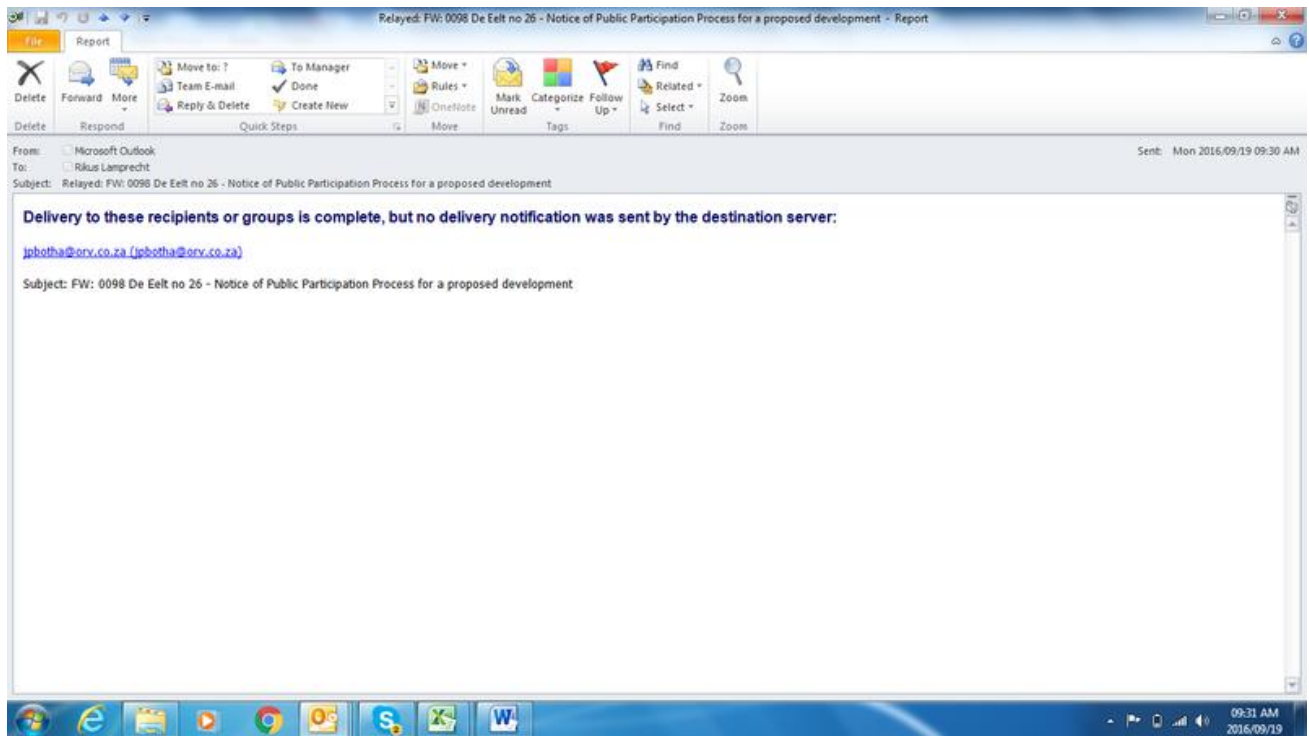 Relayed: FW: 0098 De Eelt no 26 - Notice of Public Participation Process for a proposed development - Report
File Report
Move to: ? To Manager Move Find
Team E-mail Done Rules Related
Delete Forward More Reply & Delete Create New OneNote Mark Unread Categorize Follow Up Select Zoom
Delete Respond Quick Steps Move Tags Find Zoom
From: Microsoft Outlook Sent: Mon 2016/09/19 09:30 AM
To: Rikus Lamprecht
Subject: Relayed: FW: 0098 De Eelt no 26 - Notice of Public Participation Process for a proposed development
Delivery to these recipients or groups is complete, but no delivery notification was sent by the destination server:
jpbotha@orv.co.za (jpbotha@orv.co.za)
Subject: FW: 0098 De Eelt no 26 - Notice of Public Participation Process for a proposed development
09:31 AM
2016/09/19